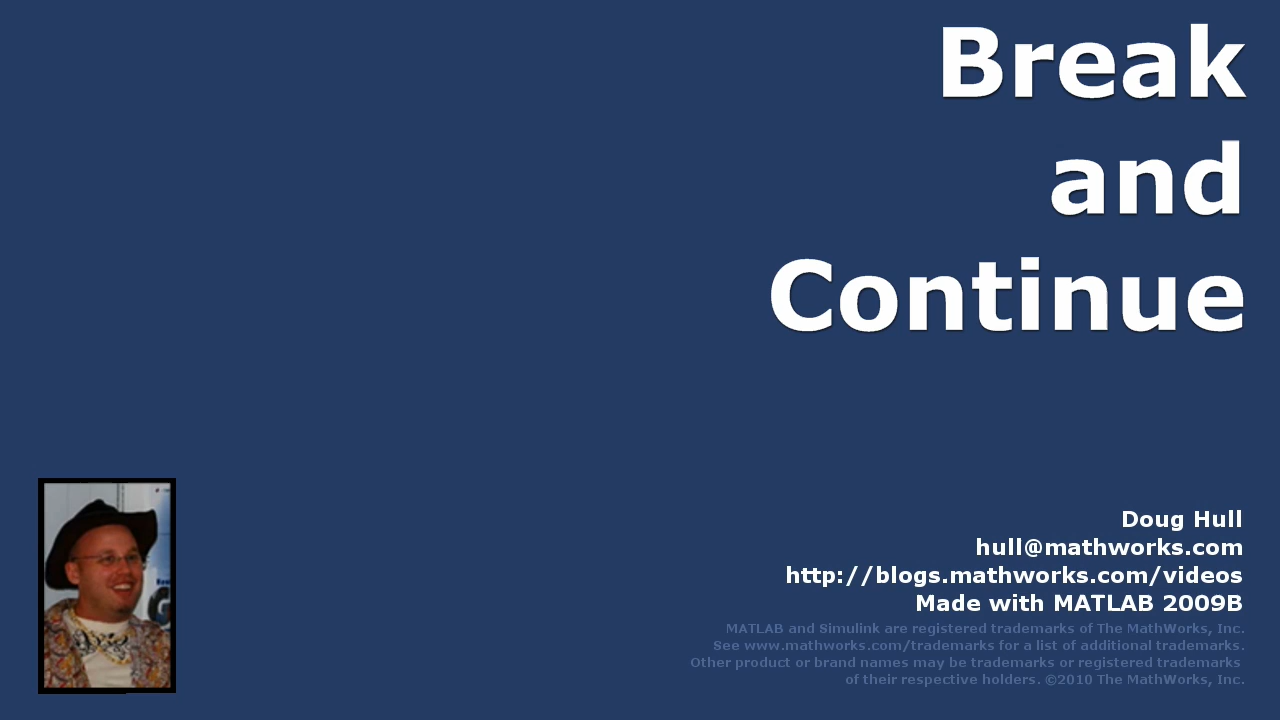 Break
and
Continue
Doug Hull
hull@mathworks.com
http://blogs.mathworks.com/videos
Made with MATLAB 2009B
MATLAB and Simulink are registered trademarks of The MathWorks, Inc.
See www.mathworks.com/trademarks for a list of additional trademarks.
Other product or brand names may be trademarks or registered trademarks
of their respective holders. ©2010 The MathWorks, Inc.